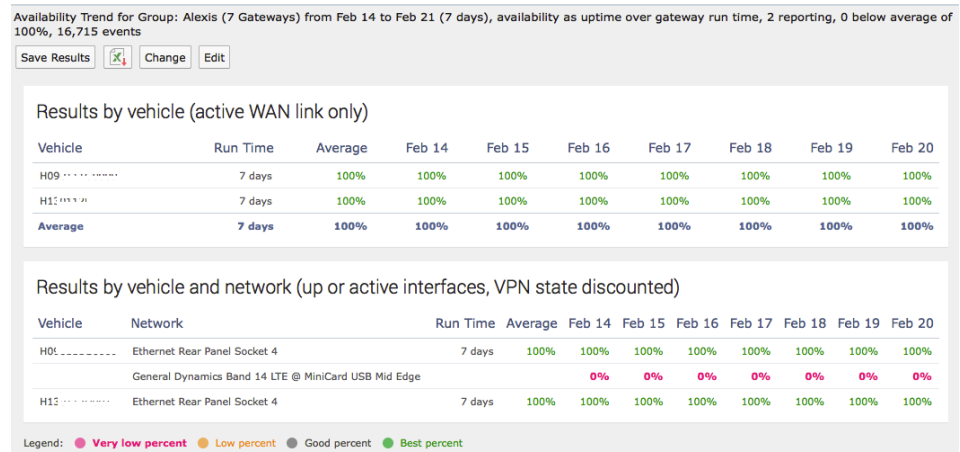 Availability Trend for Group: Alexis (7 Gateways) from Feb 14 to Feb 21 (7 days), availability as uptime over gateway run time, 2 reporting, 0 below average of
100%, 16,715 events
Save Results Change Edit
Results by vehicle (active WAN link only)
Vehicle Run Time Average Feb 14 Feb 15 Feb 16 Feb 17 Feb 18 Feb 19 Feb 20
H09 7 days 100% 100% 100% 100% 100% 100% 100% 100%
7 days 100% 100% 100% 100% 100% 100% 100% 100%
Average 7 days 100% 100% 100% 100% 100% 100% 100% 100%
Results by vehicle and network (up or active interfaces, VPN state discounted)
Vehicle Network Run Time Average Feb 14 Feb 15 Feb 16 Feb 17 Feb 18 Feb 19 Feb 20
Ethernet Rear Panel Socket 4 7 days 100% 100% 100% 100% 100% 100% 100% 100%
General Dynamics Band 14 LTE @ MiniCard USB Mid Edge 0% 0% 0% 0% 0% 0% 0%
Ethernet Rear Panel Socket 4 7 days 100% 100% 100% 100% 100% 100% 100% 100%
Legend: Very low percent Low percent Good percent Best percent